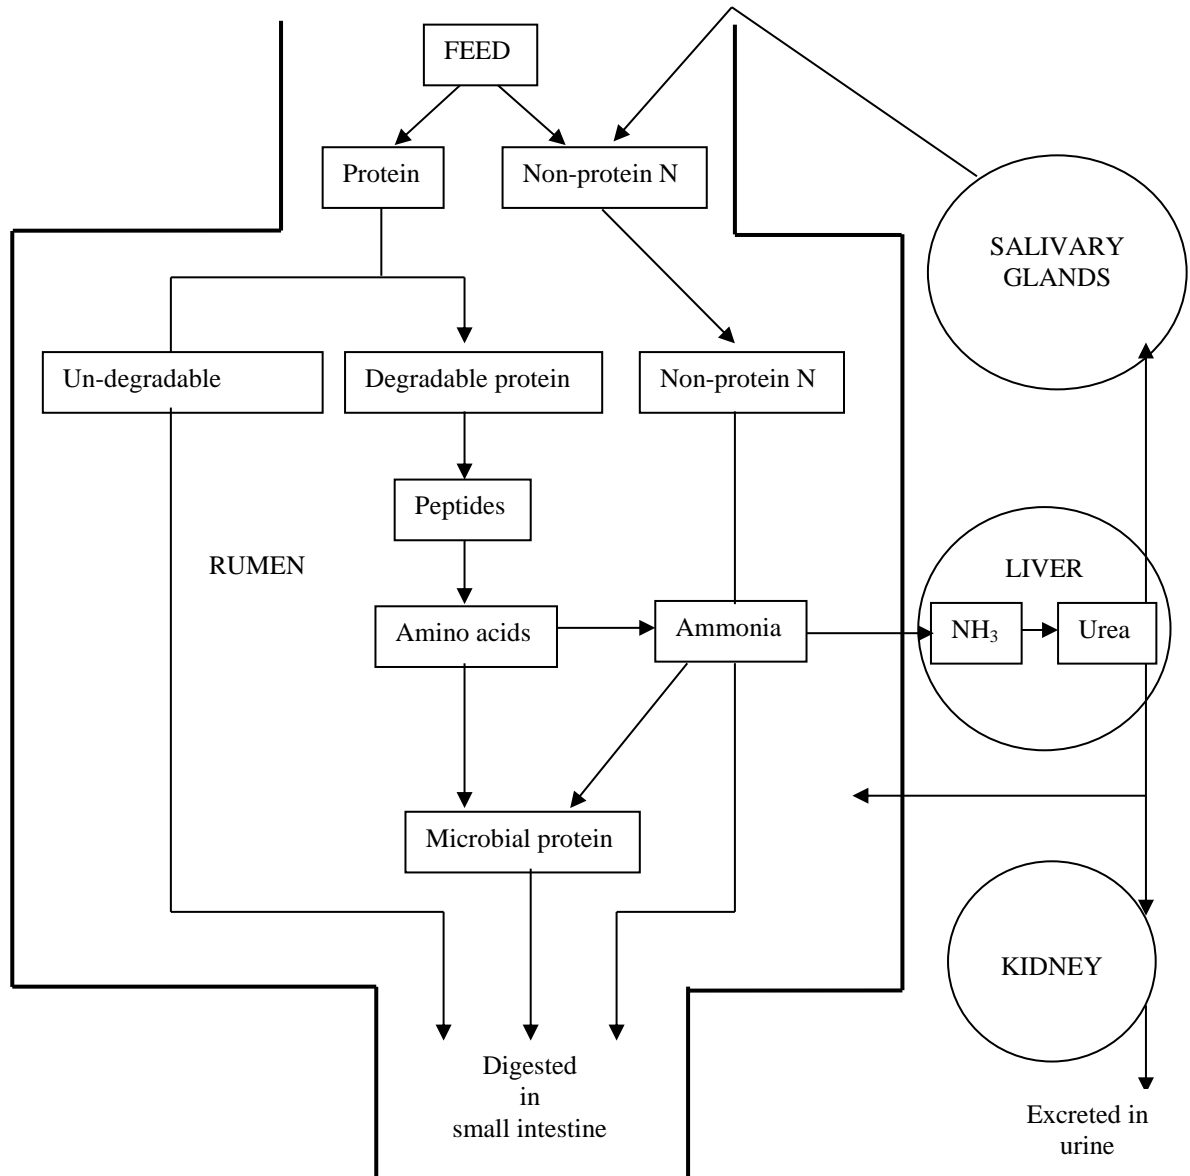 FEED
Protein
Non-protein N
SALIVARY
GLANDS
Un-degradable
Degradable protein
Non-protein N
Peptides
RUMEN
LIVER
Amino acids
Ammonia
NH₃
Urea
Microbial protein
KIDNEY
Digested
in
small intestine
Excreted in
urine